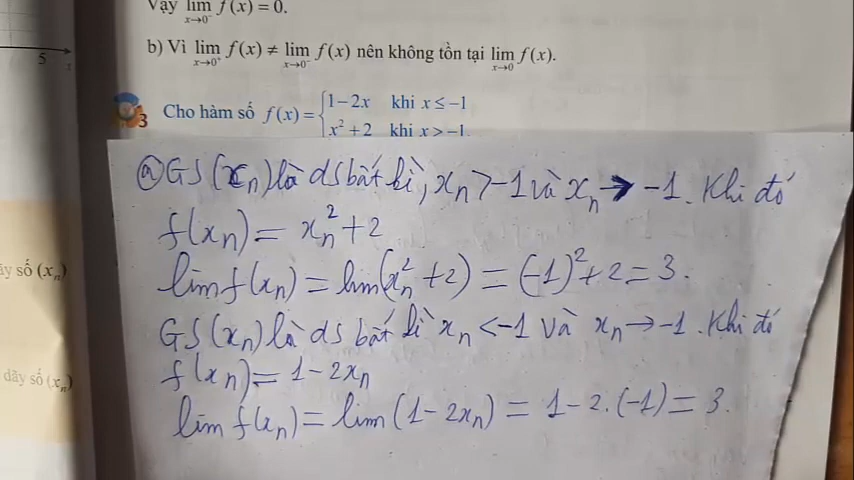 Vậy lim f(x) = 0.
x→0⁻
b) Vì lim f(x) ≠ lim f(x) nên không tồn tại lim f(x).
x→0⁺ x→0⁻ x→0
5
x
3 Cho hàm số f(x) = { 1 − 2x khi x ≤ −1
x² + 2 khi x > −1.
a) GS (xn) là ds bất kì, xn > -1 và xn → -1. Khi đó
f(xn) = xn² + 2
lim f(xn) = lim(xn² + 2) = (-1)² + 2 = 3.
GS (xn) là ds bất kì xn < -1 và xn → -1. Khi đó
f(xn) = 1 - 2xn
lim f(xn) = lim (1 - 2xn) = 1 - 2.(-1) = 3.
ãy số (xn)
dãy số (xn)